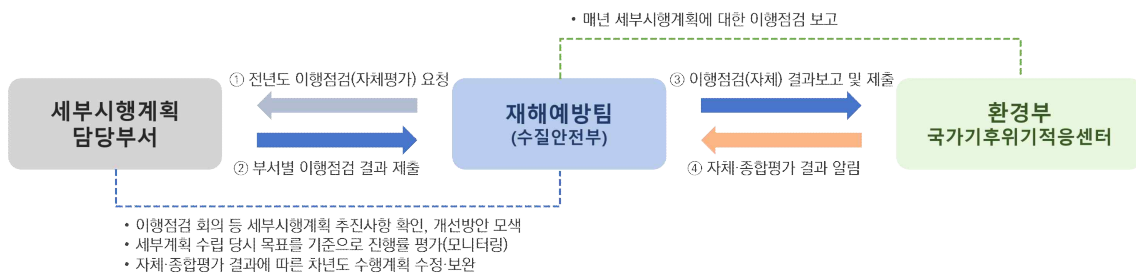 • 매년 세부시행계획에 대한 이행점검 보고
① 전년도 이행점검(자체평가) 요청
③ 이행점검(자체) 결과보고 및 제출
세부시행계획
담당부서
재해예방팀
(수질안전부)
환경부
국가기후위기적응센터
② 부서별 이행점검 결과 제출
④ 자체·종합평가 결과 알림
• 이행점검 회의 등 세부시행계획 추진사항 확인, 개선방안 모색
• 세부계획 수립 당시 목표를 기준으로 진행률 평가(모니터링)
• 자체·종합평가 결과에 따른 차년도 수행계획 수정·보완